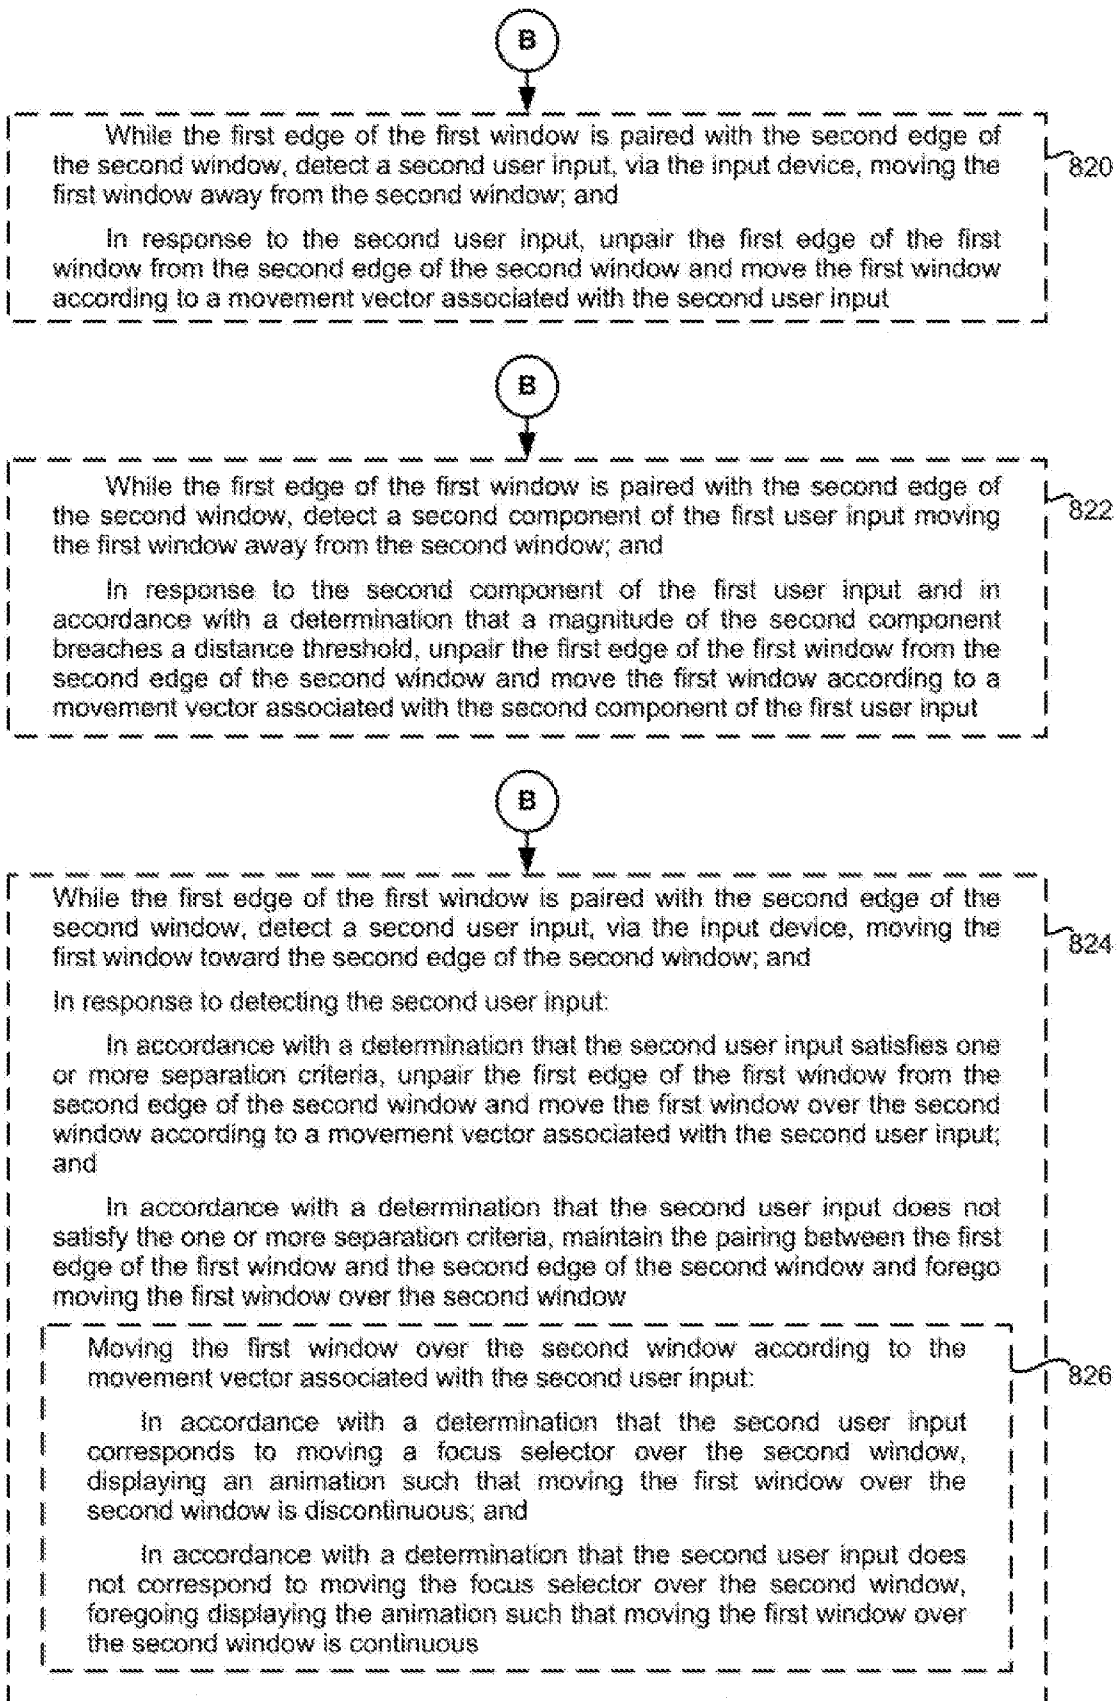 B
While the first edge of the first window is paired with the second edge of
the second window, detect a second user input, via the input device, moving the
first window away from the second window; and
In response to the second user input, unpair the first edge of the first
window from the second edge of the second window and move the first window
according to a movement vector associated with the second user input
820
B
While the first edge of the first window is paired with the second edge of
the second window, detect a second component of the first user input moving
the first window away from the second window; and
In response to the second component of the first user input and in
accordance with a determination that a magnitude of the second component
breaches a distance threshold, unpair the first edge of the first window from the
second edge of the second window and move the first window according to a
movement vector associated with the second component of the first user input
822
B
While the first edge of the first window is paired with the second edge of the
second window, detect a second user input, via the input device, moving the
first window toward the second edge of the second window; and
824
In response to detecting the second user input:
In accordance with a determination that the second user input satisfies one
or more separation criteria, unpair the first edge of the first window from the
second edge of the second window and move the first window over the second
window according to a movement vector associated with the second user input;
and
In accordance with a determination that the second user input does not
satisfy the one or more separation criteria, maintain the pairing between the first
edge of the first window and the second edge of the second window and forego
moving the first window over the second window
Moving the first window over the second window according to the
movement vector associated with the second user input:
826
In accordance with a determination that the second user input
corresponds to moving a focus selector over the second window,
displaying an animation such that moving the first window over the
second window is discontinuous; and
In accordance with a determination that the second user input does
not correspond to moving the focus selector over the second window,
foregoing displaying the animation such that moving the first window over
the second window is continuous